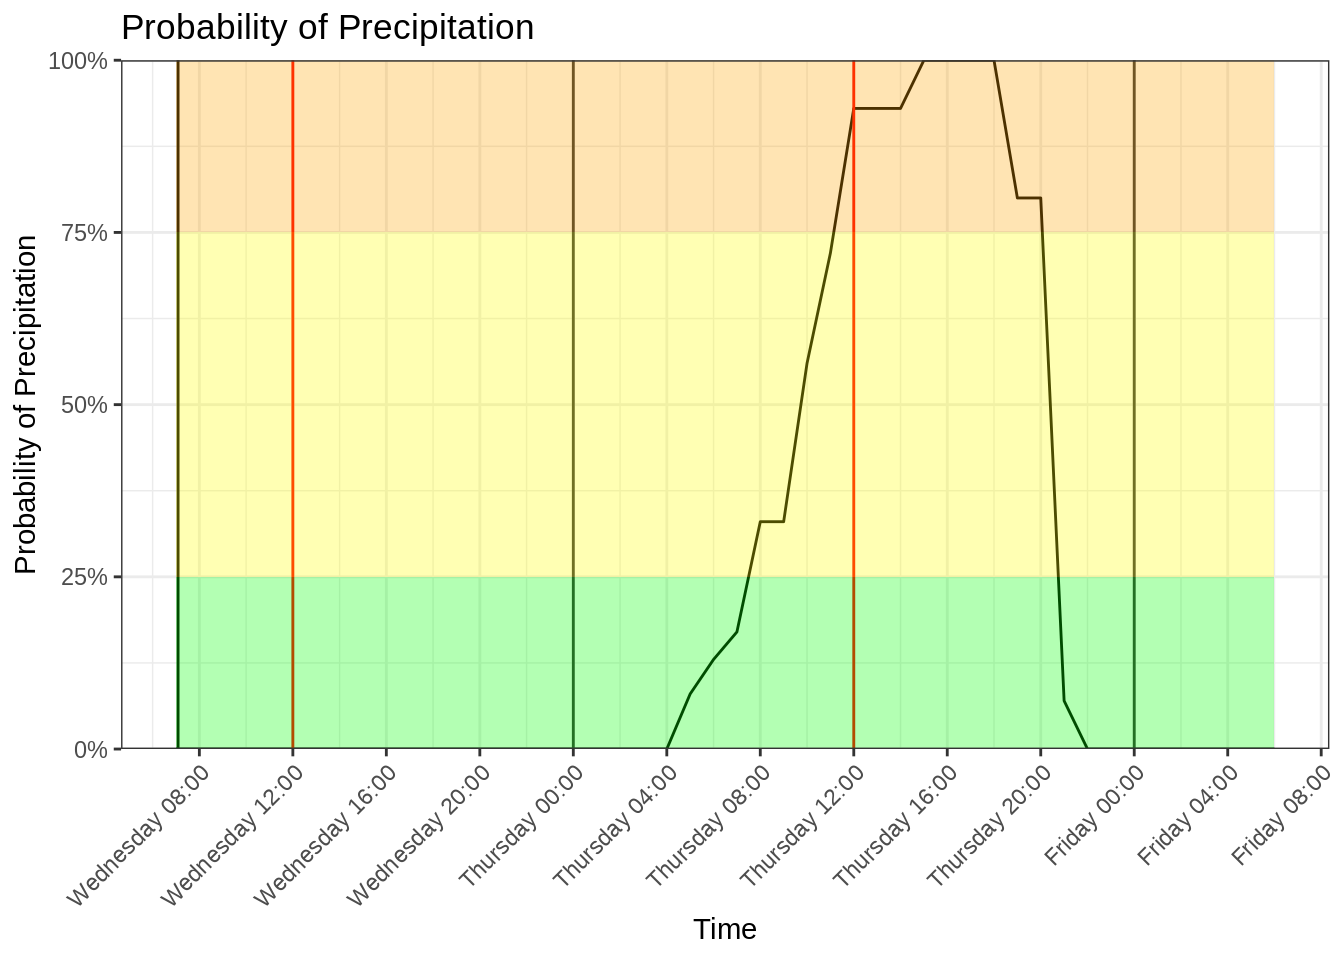 Probability of Precipitation
Probability of Precipitation
100%
75%
50%
25%
0%
Wednesday 08:00
Wednesday 12:00
Wednesday 16:00
Wednesday 20:00
Thursday 00:00
Thursday 04:00
Thursday 08:00
Thursday 12:00
Thursday 16:00
Thursday 20:00
Friday 00:00
Friday 04:00
Friday 08:00
Time